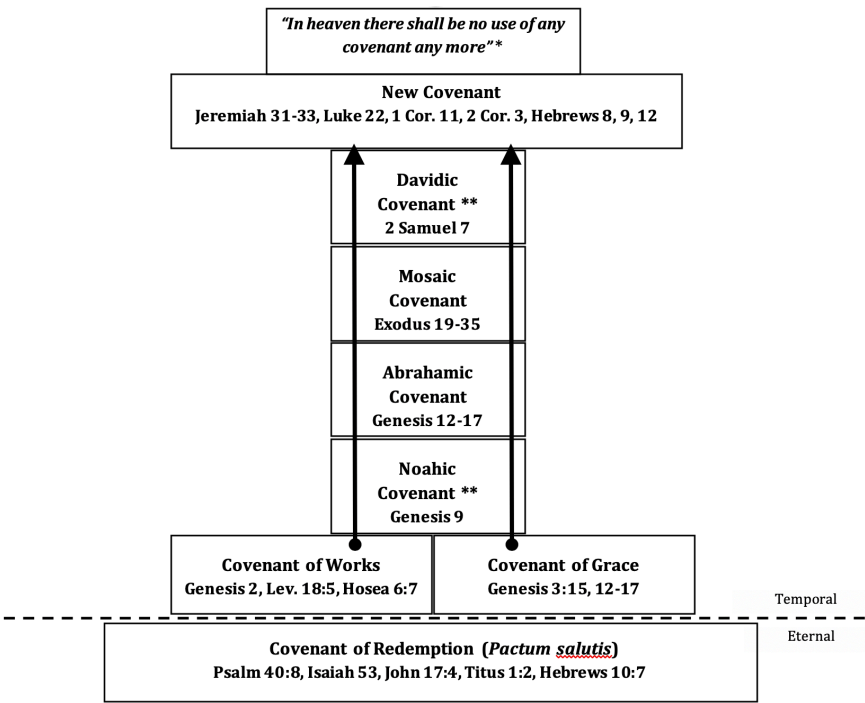 “In heaven there shall be no use of any
covenant any more”*
New Covenant
Jeremiah 31-33, Luke 22, 1 Cor. 11, 2 Cor. 3, Hebrews 8, 9, 12
Davidic
Covenant **
2 Samuel 7
Mosaic
Covenant
Exodus 19-35
Abrahamic
Covenant
Genesis 12-17
Noahic
Covenant **
Genesis 9
Covenant of Works
Genesis 2, Lev. 18:5, Hosea 6:7
Covenant of Grace
Genesis 3:15, 12-17
Temporal
Eternal
Covenant of Redemption (Pactum salutis)
Psalm 40:8, Isaiah 53, John 17:4, Titus 1:2, Hebrews 10:7